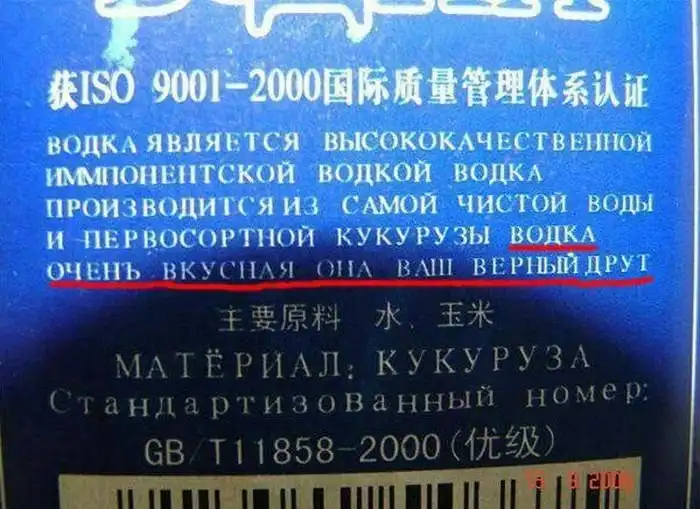 获ISO 9001-2000国际质量管理体系认证
ВОДКА ЯВЛЯЕТСЯ ВЫСОКОКАЧЕСТВЕННОЙ
ИММПОНЕНТСКОЙ ВОДКОЙ ВОДКА
ПРОИЗВОДИТСЯ ИЗ САМОЙ ЧИСТОЙ ВОДЫ
И ПЕРВОСОРТНОЙ КУКУРУЗЫ ВОДКА
ОЧЕНЪ ВКУСНАЯ ОНА ВАШ ВЕРНЫЙ ДРУТ
主要原料 水、玉米
МАТЁРИАЛ: КУКУРУЗА
Стандартизованный номер:
GB/T11858-2000(优级)